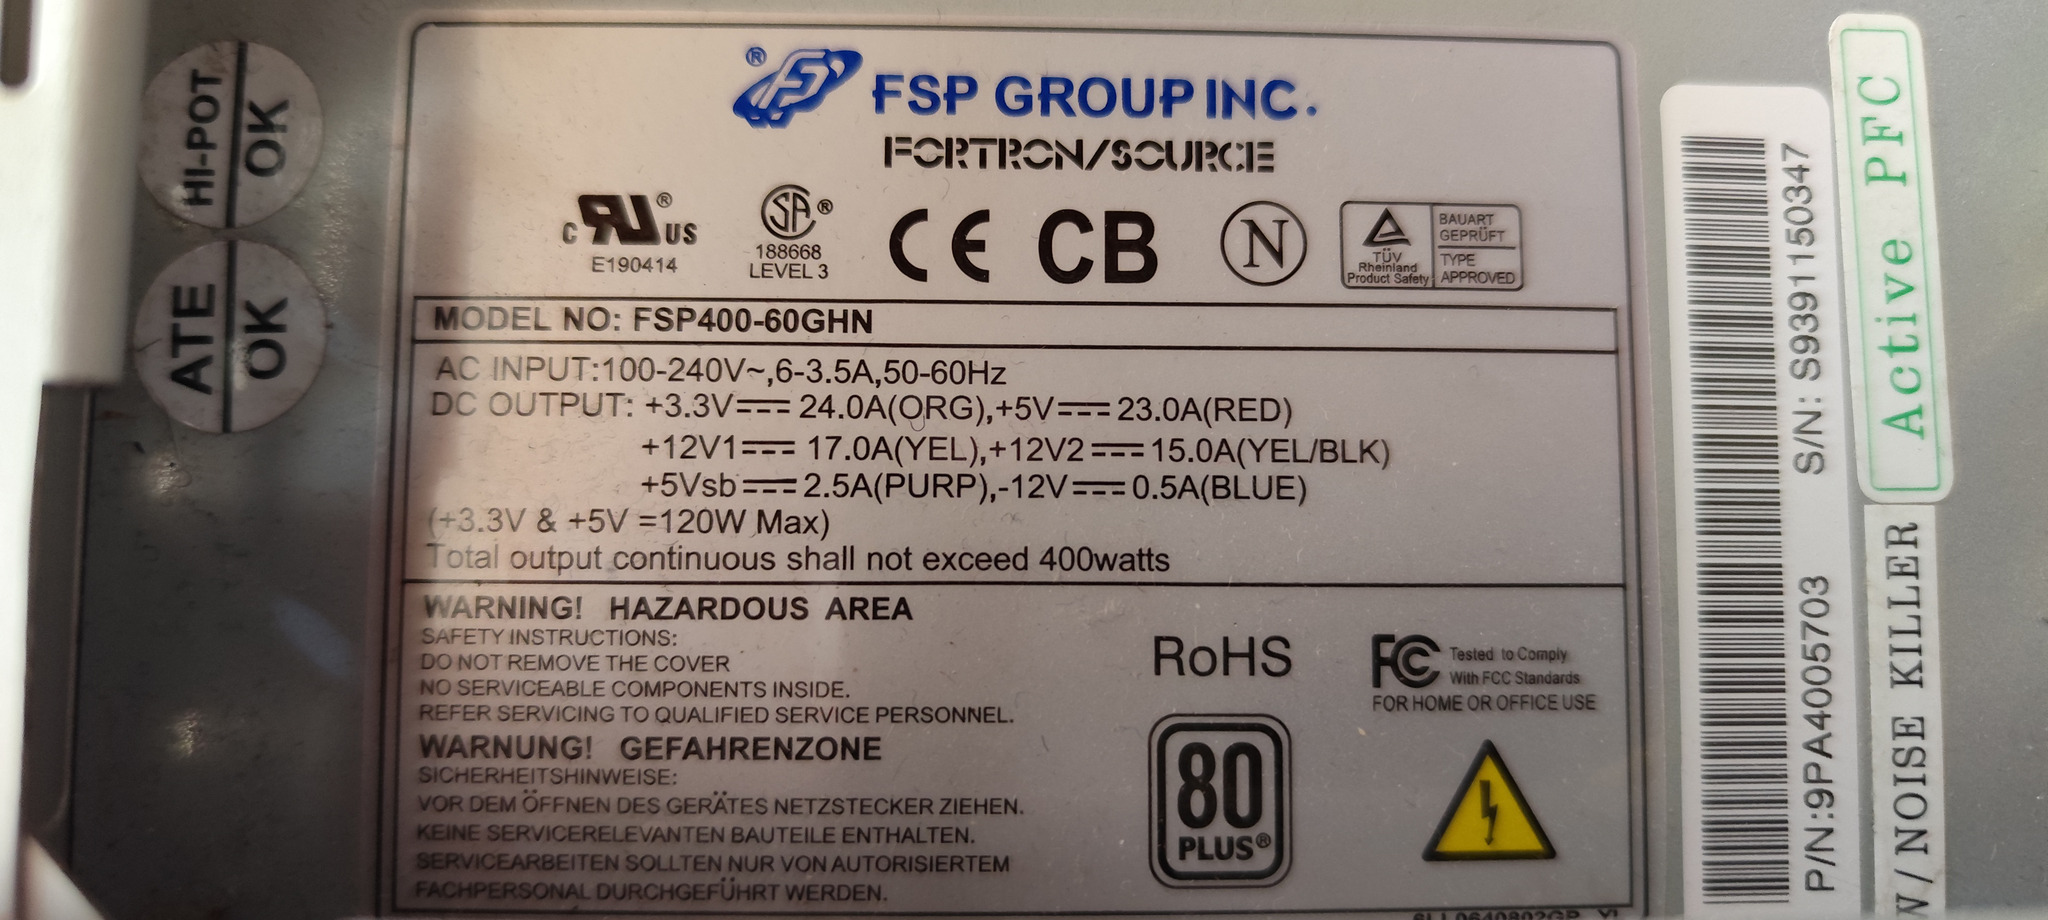 HI-POT
OK
ATE
OK
® FSP GROUP INC.
FORTRON/SOURCE
C RU ® US
E190414
SA ®
188668
LEVEL 3
CE CB N
TÜV
Rheinland
Product Safety
BAUART
GEPRÜFT
TYPE
APPROVED
MODEL NO: FSP400-60GHN
AC INPUT:100-240V~,6-3.5A,50-60Hz
DC OUTPUT: +3.3V⎓24.0A(ORG),+5V⎓23.0A(RED)
+12V1⎓17.0A(YEL),+12V2⎓15.0A(YEL/BLK)
+5Vsb⎓2.5A(PURP),-12V⎓0.5A(BLUE)
(+3.3V & +5V =120W Max)
Total output continuous shall not exceed 400watts
WARNING! HAZARDOUS AREA
SAFETY INSTRUCTIONS:
DO NOT REMOVE THE COVER
NO SERVICEABLE COMPONENTS INSIDE.
REFER SERVICING TO QUALIFIED SERVICE PERSONNEL.
WARNUNG! GEFAHRENZONE
SICHERHEITSHINWEISE:
VOR DEM ÖFFNEN DES GERÄTES NETZSTECKER ZIEHEN.
KEINE SERVICERELEVANTEN BAUTEILE ENTHALTEN.
SERVICEARBEITEN SOLLTEN NUR VON AUTORISIERTEM
FACHPERSONAL DURCHGEFÜHRT WERDEN.
RoHS
FC Tested to Comply
With FCC Standards
FOR HOME OR OFFICE USE
80
PLUS®
S/N: S9391150347
P/N:9PA4005703
Active PFC
/ NOISE KILLER